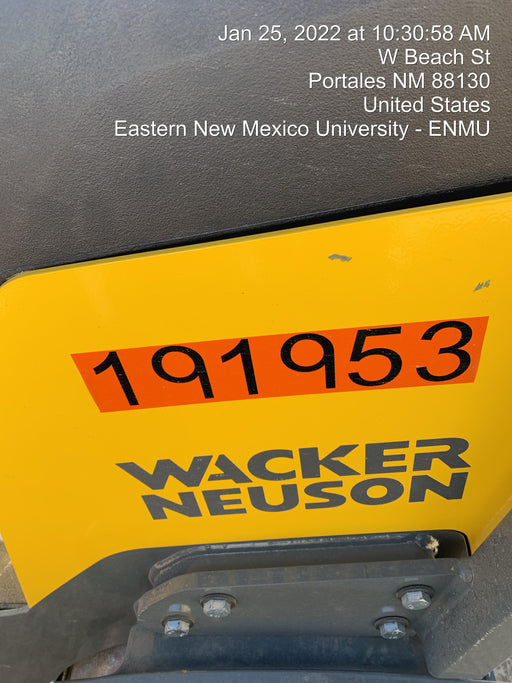 Jan 25, 2022 at 10:30:58 AM
W Beach St
Portales NM 88130
United States
Eastern New Mexico University - ENMU
191953
WACKER
NEUSON